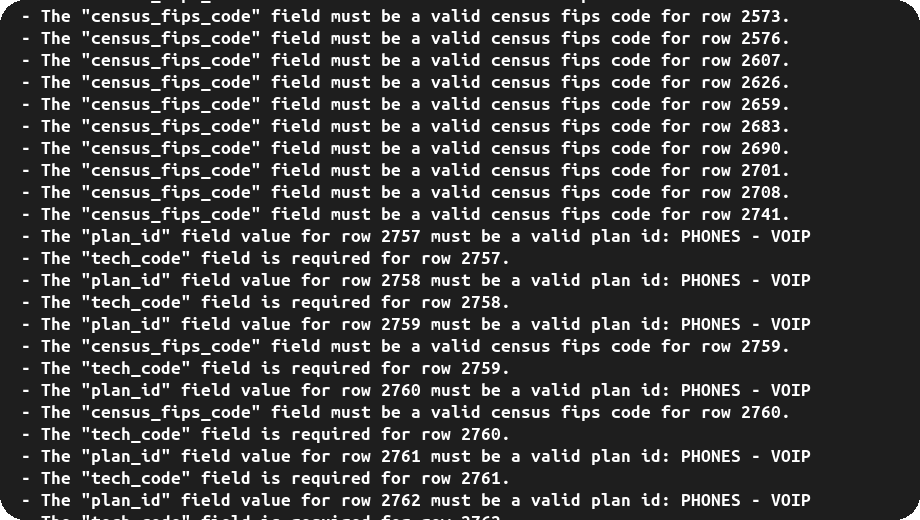 - The "census_fips_code" field must be a valid census fips code for row 2573.
- The "census_fips_code" field must be a valid census fips code for row 2576.
- The "census_fips_code" field must be a valid census fips code for row 2607.
- The "census_fips_code" field must be a valid census fips code for row 2626.
- The "census_fips_code" field must be a valid census fips code for row 2659.
- The "census_fips_code" field must be a valid census fips code for row 2683.
- The "census_fips_code" field must be a valid census fips code for row 2690.
- The "census_fips_code" field must be a valid census fips code for row 2701.
- The "census_fips_code" field must be a valid census fips code for row 2708.
- The "census_fips_code" field must be a valid census fips code for row 2741.
- The "plan_id" field value for row 2757 must be a valid plan id: PHONES - VOIP
- The "tech_code" field is required for row 2757.
- The "plan_id" field value for row 2758 must be a valid plan id: PHONES - VOIP
- The "tech_code" field is required for row 2758.
- The "plan_id" field value for row 2759 must be a valid plan id: PHONES - VOIP
- The "census_fips_code" field must be a valid census fips code for row 2759.
- The "tech_code" field is required for row 2759.
- The "plan_id" field value for row 2760 must be a valid plan id: PHONES - VOIP
- The "census_fips_code" field must be a valid census fips code for row 2760.
- The "tech_code" field is required for row 2760.
- The "plan_id" field value for row 2761 must be a valid plan id: PHONES - VOIP
- The "tech_code" field is required for row 2761.
- The "plan_id" field value for row 2762 must be a valid plan id: PHONES - VOIP